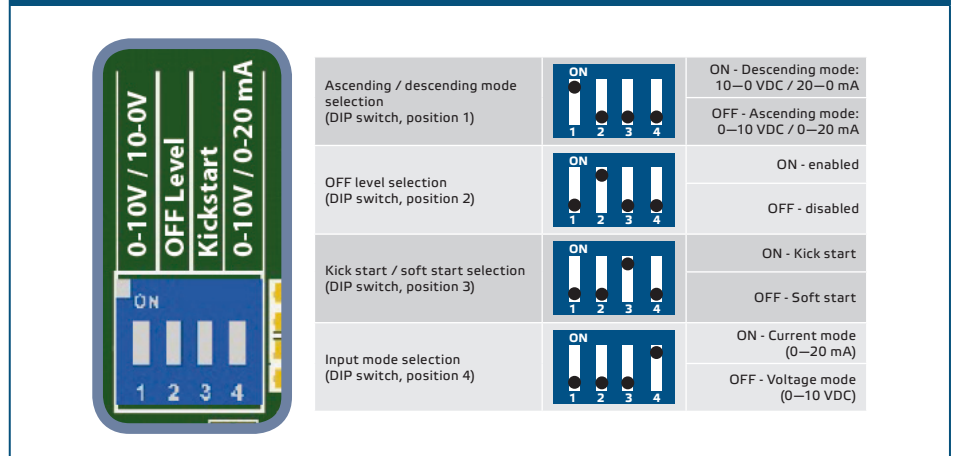 0-10V / 10-0V
OFF Level
Kickstart
0-10V / 0-20 mA
ON
1 2 3 4
Ascending / descending mode
selection
(DIP switch, position 1)
ON
1 2 3 4
ON - Descending mode:
10—0 VDC / 20—0 mA
OFF - Ascending mode:
0—10 VDC / 0—20 mA
OFF level selection
(DIP switch, position 2)
ON
1 2 3 4
ON - enabled
OFF - disabled
Kick start / soft start selection
(DIP switch, position 3)
ON
1 2 3 4
ON - Kick start
OFF - Soft start
Input mode selection
(DIP switch, position 4)
ON
1 2 3 4
ON - Current mode
(0—20 mA)
OFF - Voltage mode
(0—10 VDC)